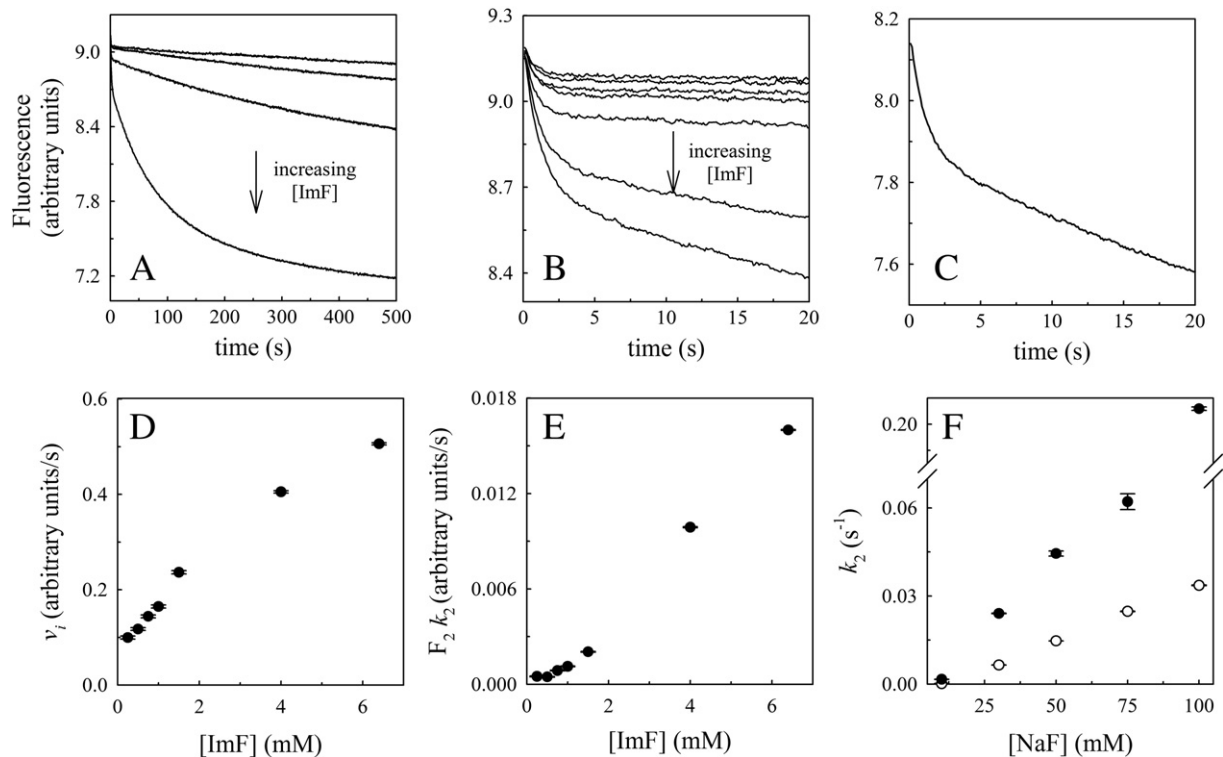 Fluorescence
(arbitrary units)
9.0
8.4
7.8
7.2
increasing
[ImF]
A
0 100 200 300 400 500
time (s)
9.3
9.0
8.7
8.4
increasing
[ImF]
B
0 5 10 15 20
time (s)
8.2
8.0
7.8
7.6
C
0 5 10 15 20
time (s)
v_i (arbitrary units/s)
0.6
0.4
0.2
0.0
D
0 2 4 6
[ImF] (mM)
F₂ k₂ (arbitrary units/s)
0.018
0.012
0.006
0.000
E
0 2 4 6
[ImF] (mM)
k₂ (s⁻¹)
0.20
0.06
0.03
0.00
F
25 50 75 100
[NaF] (mM)